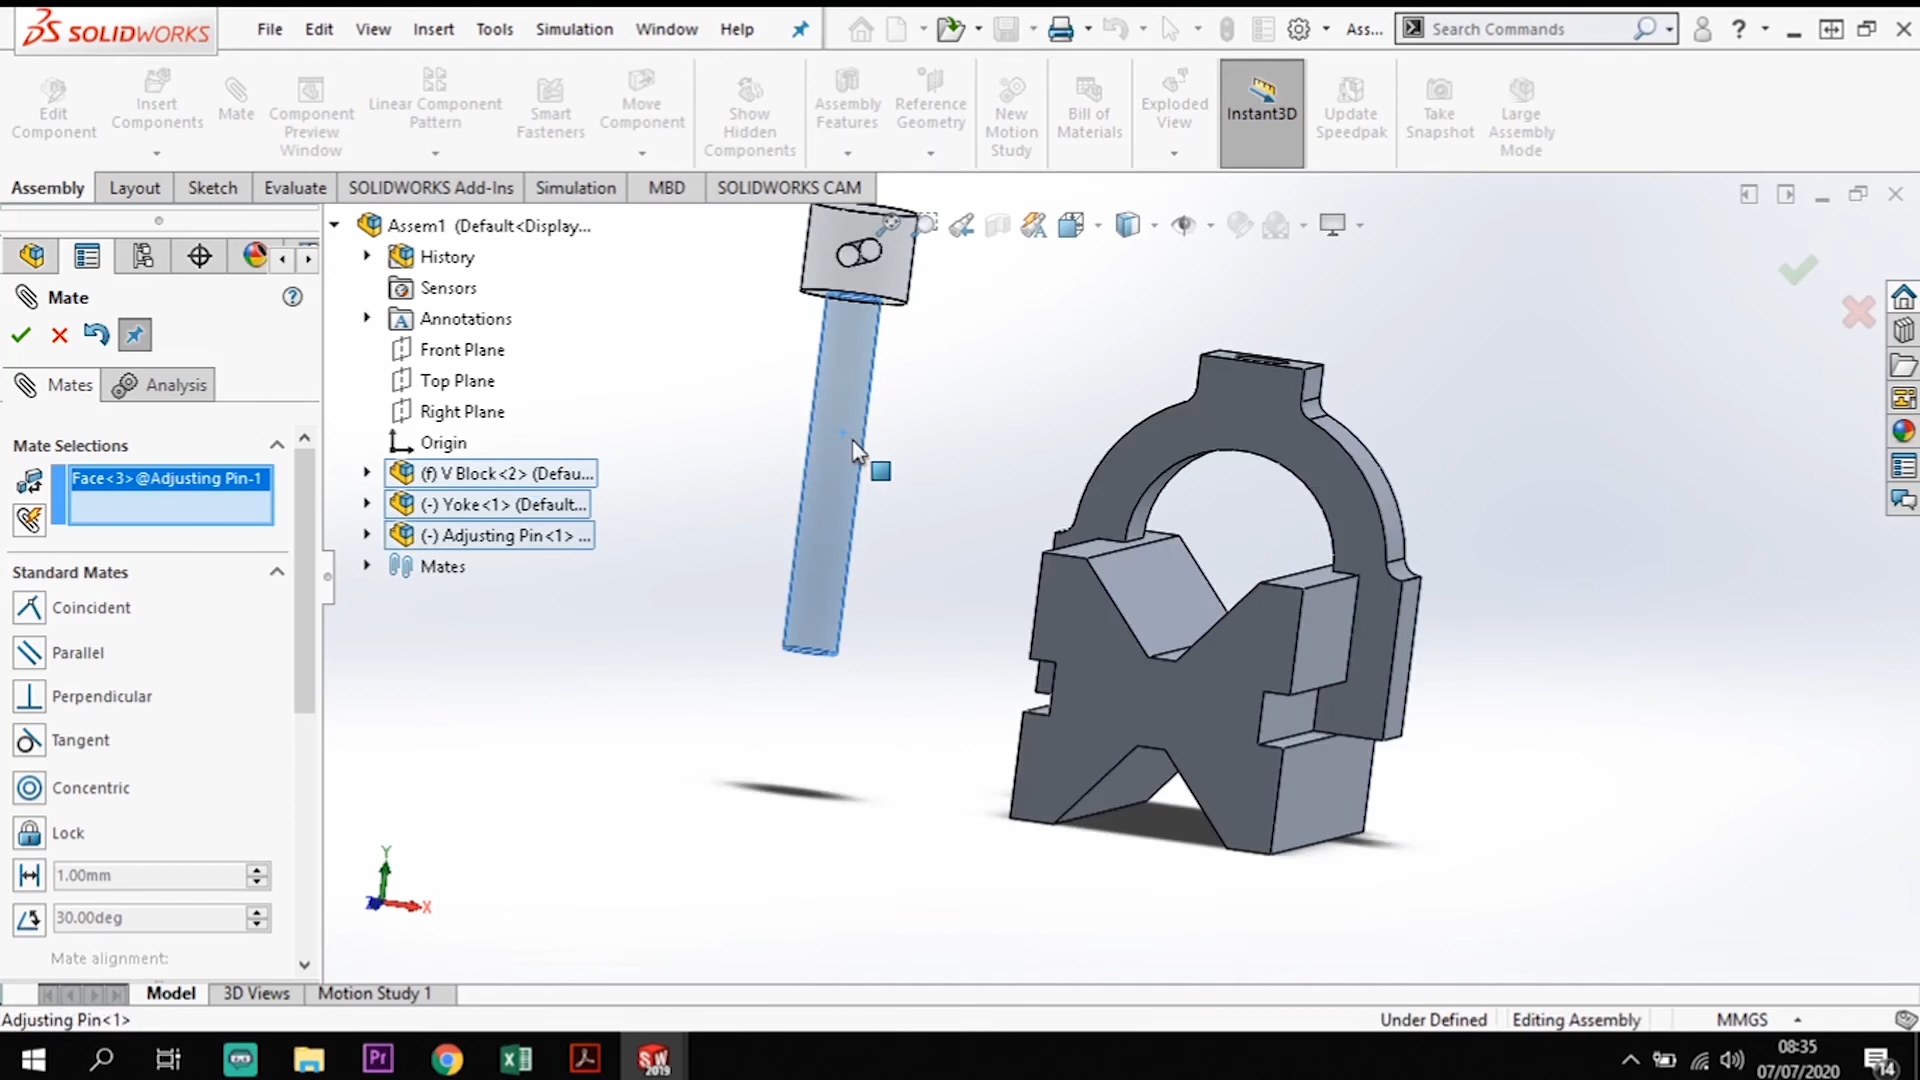 SOLIDWORKS File Edit View Insert Tools Simulation Window Help Ass... Search Commands ?
Edit Component
Insert Components
Mate
Component Preview Window
Linear Component Pattern
Smart Fasteners
Move Component
Show Hidden Components
Assembly Features
Reference Geometry
New Motion Study
Bill of Materials
Exploded View
Instant3D
Update Speedpak
Take Snapshot
Large Assembly Mode
Assembly Layout Sketch Evaluate SOLIDWORKS Add-Ins Simulation MBD SOLIDWORKS CAM
Mate ?
Mates Analysis
Mate Selections
Face<3>@Adjusting Pin-1
Standard Mates
Coincident
Parallel
Perpendicular
Tangent
Concentric
Lock
1.00mm
30.00deg
Mate alignment:
Assem1 (Default<Display...
History
Sensors
A Annotations
Front Plane
Top Plane
Right Plane
Origin
(f) V Block<2> (Defau...
(-) Yoke<1> (Default...
(-) Adjusting Pin<1> ...
Mates
Y
X
Model 3D Views Motion Study 1
Adjusting Pin<1> Under Defined Editing Assembly MMGS
Pr SW 2019 08:35
07/07/2020 14